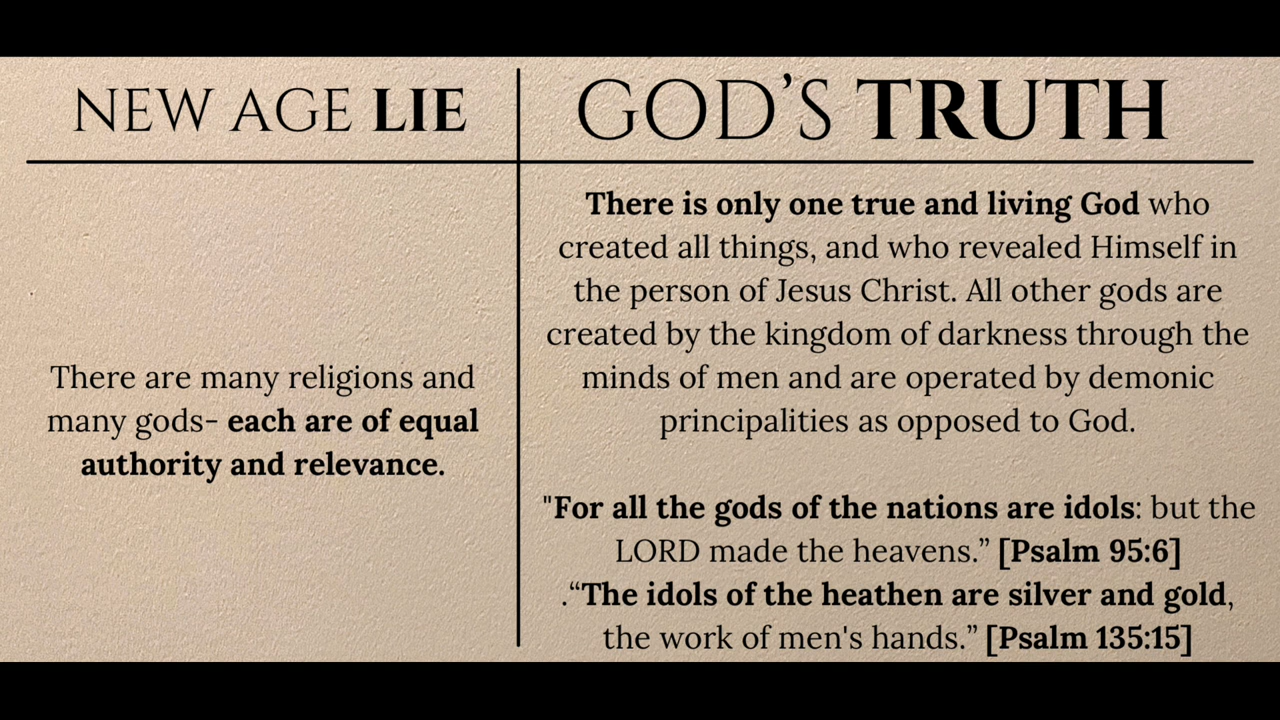 NEW AGE LIE
GOD’S TRUTH
There are many religions and
many gods- each are of equal
authority and relevance.
There is only one true and living God who
created all things, and who revealed Himself in
the person of Jesus Christ. All other gods are
created by the kingdom of darkness through the
minds of men and are operated by demonic
principalities as opposed to God.
"For all the gods of the nations are idols: but the
LORD made the heavens.” [Psalm 95:6]
.“The idols of the heathen are silver and gold,
the work of men's hands.” [Psalm 135:15]